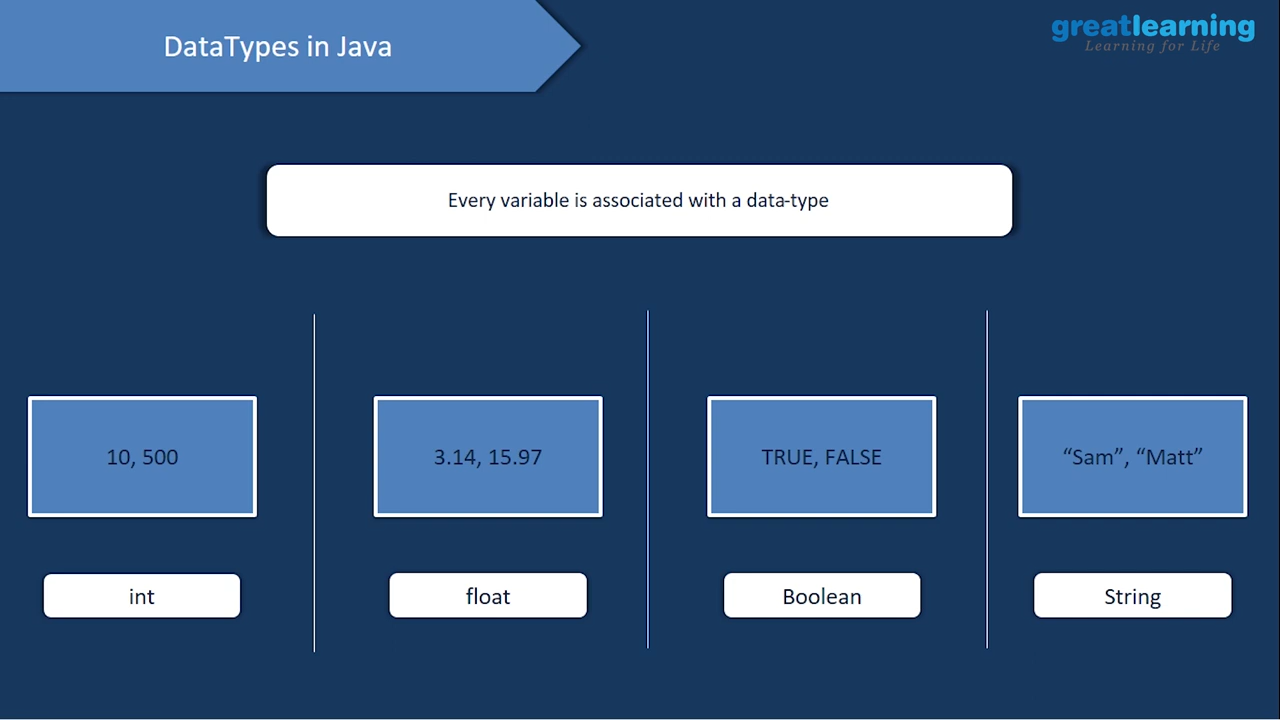 DataTypes in Java
greatlearning
Learning for Life
Every variable is associated with a data-type
10, 500
3.14, 15.97
TRUE, FALSE
“Sam”, “Matt”
int
float
Boolean
String